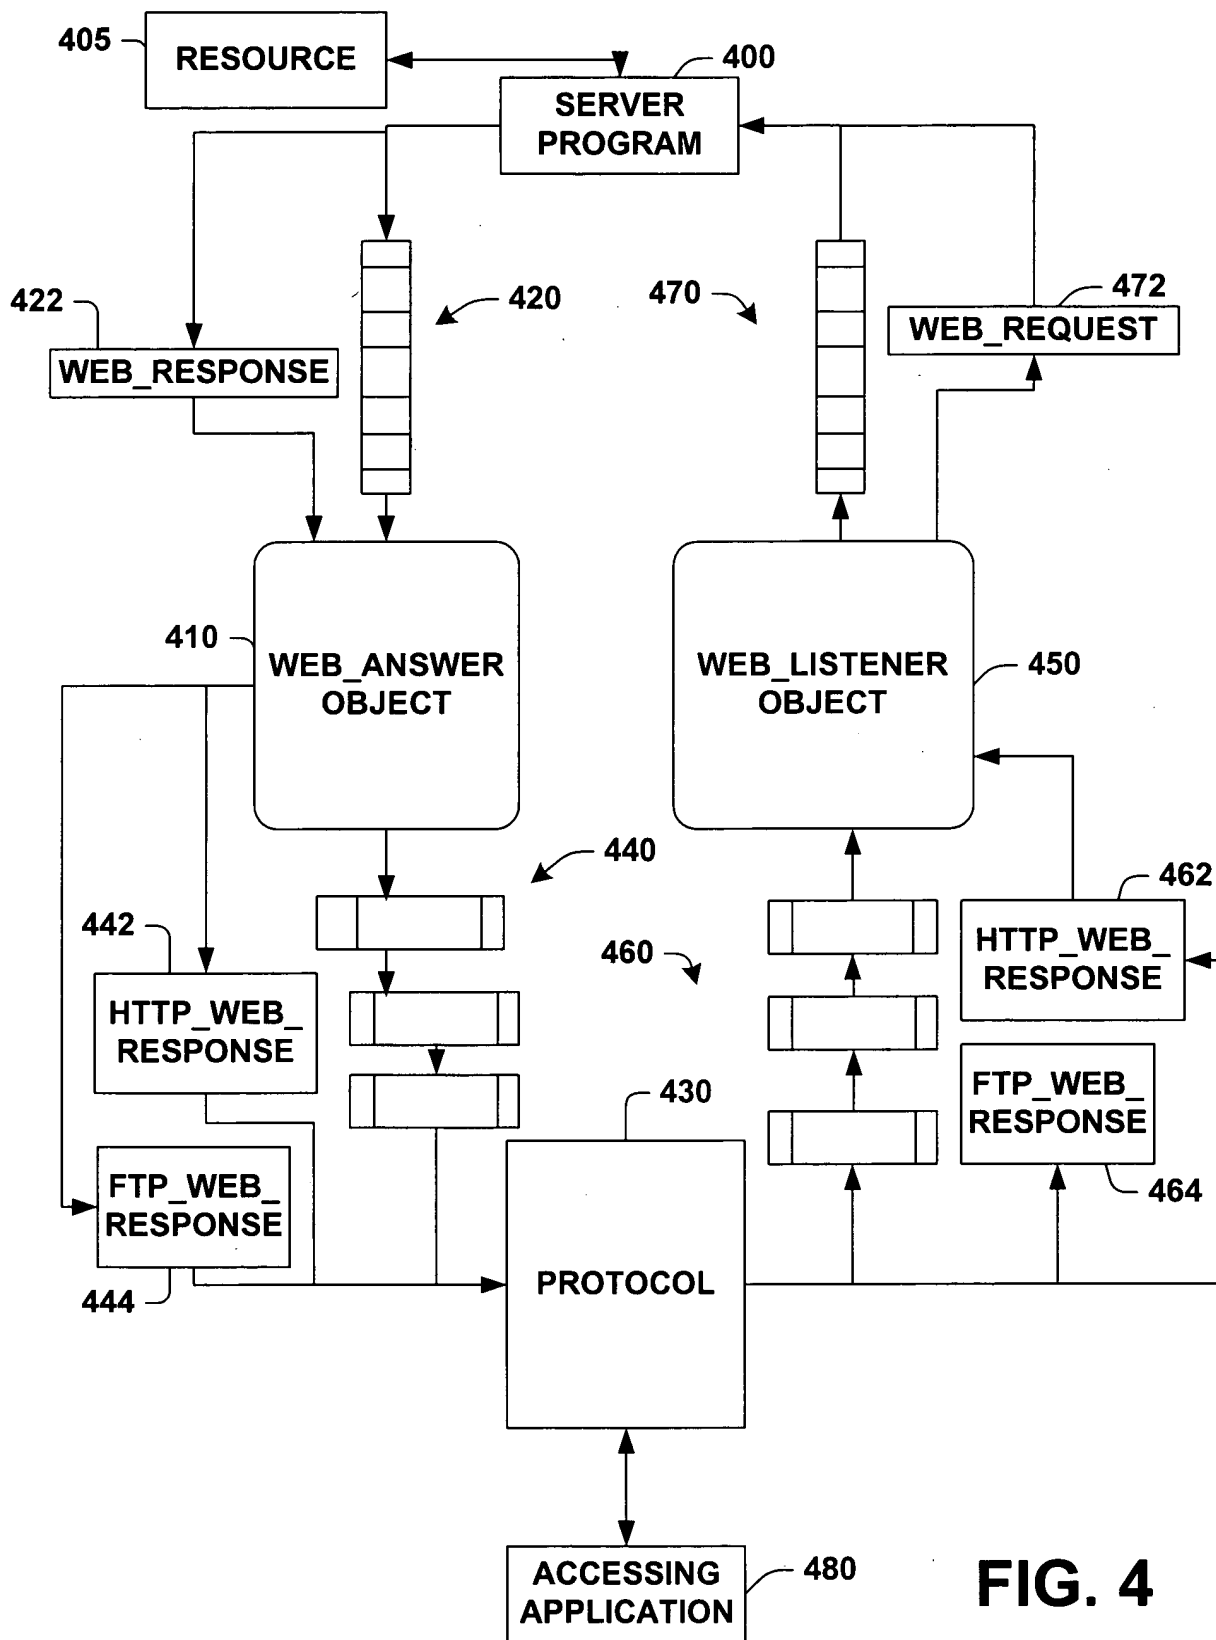 405
RESOURCE
400
SERVER
PROGRAM
422
420
470
472
WEB_RESPONSE
WEB_REQUEST
410
WEB_ANSWER
OBJECT
WEB_LISTENER
OBJECT
450
440
442
460
462
HTTP_WEB_
RESPONSE
HTTP_WEB_
RESPONSE
430
FTP_WEB_
RESPONSE
464
FTP_WEB_
RESPONSE
444
PROTOCOL
ACCESSING
APPLICATION
480
FIG. 4